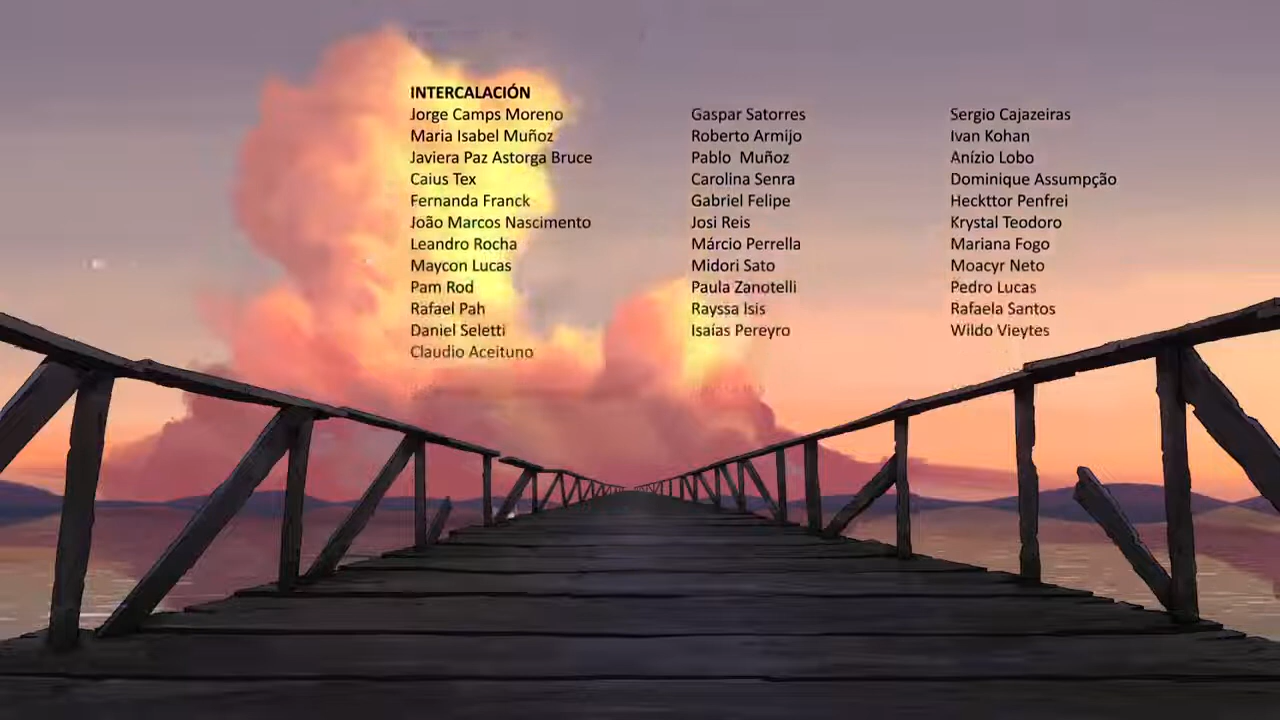 INTERCALACIÓN
Jorge Camps Moreno
Maria Isabel Muñoz
Javiera Paz Astorga Bruce
Caius Tex
Fernanda Franck
João Marcos Nascimento
Leandro Rocha
Maycon Lucas
Pam Rod
Rafael Pah
Daniel Seletti
Claudio Aceituno
Gaspar Satorres
Roberto Armijo
Pablo  Muñoz
Carolina Senra
Gabriel Felipe
Josi Reis
Márcio Perrella
Midori Sato
Paula Zanotelli
Rayssa Isis
Isaías Pereyro
Sergio Cajazeiras
Ivan Kohan
Anízio Lobo
Dominique Assumpção
Heckttor Penfrei
Krystal Teodoro
Mariana Fogo
Moacyr Neto
Pedro Lucas
Rafaela Santos
Wildo Vieytes